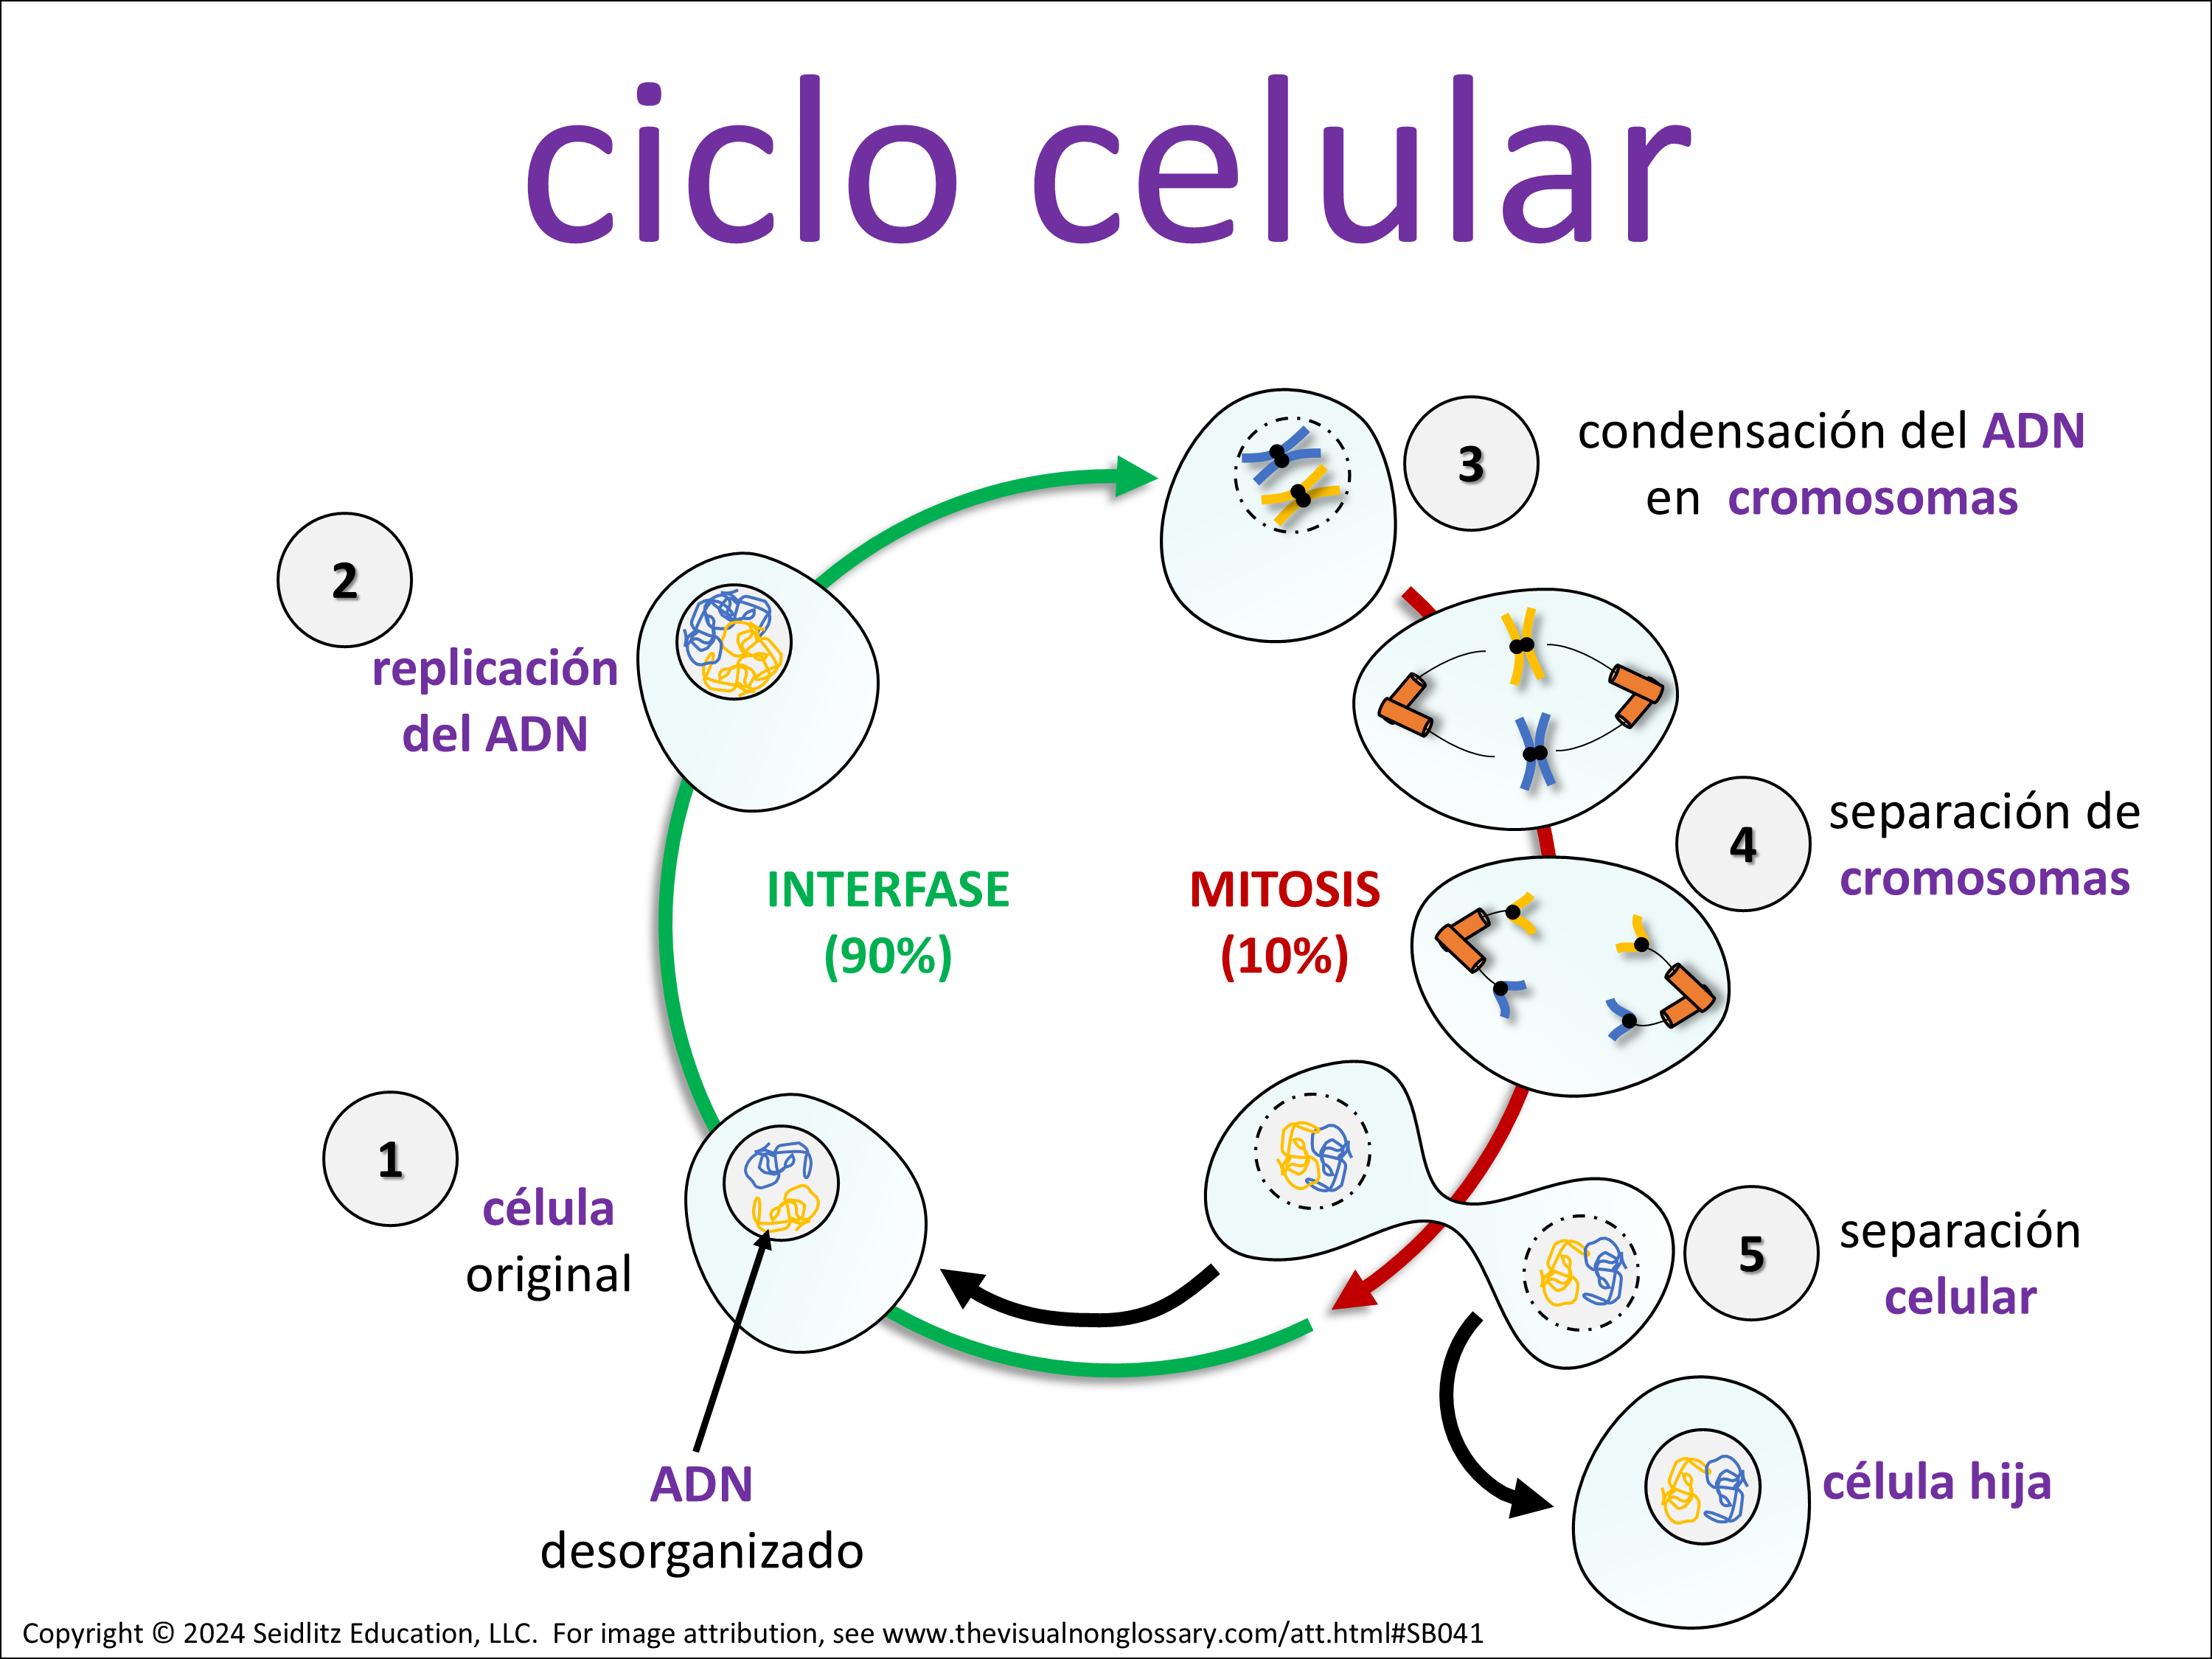 ciclo celular
3
condensación del ADN
en cromosomas
2
replicación
del ADN
4
separación de
cromosomas
INTERFASE
(90%)
MITOSIS
(10%)
1
célula
original
5
separación
celular
ADN
desorganizado
célula hija
Copyright © 2024 Seidlitz Education, LLC. For image attribution, see www.thevisualnonglossary.com/att.html#SB041